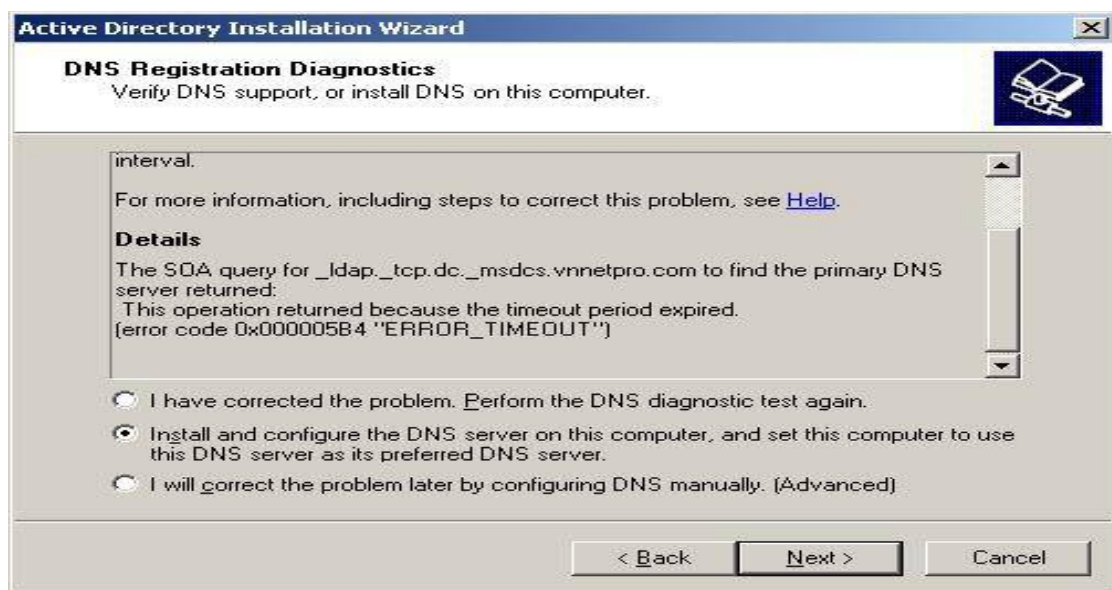 Active Directory Installation Wizard
DNS Registration Diagnostics
Verify DNS support, or install DNS on this computer.
interval.
For more information, including steps to correct this problem, see Help.
Details
The SOA query for _ldap._tcp.dc._msdcs.vnnetpro.com to find the primary DNS
server returned:
This operation returned because the timeout period expired.
(error code 0x000005B4 "ERROR_TIMEOUT")
I have corrected the problem. Perform the DNS diagnostic test again.
Install and configure the DNS server on this computer, and set this computer to use
this DNS server as its preferred DNS server.
I will correct the problem later by configuring DNS manually. (Advanced)
< Back Next > Cancel